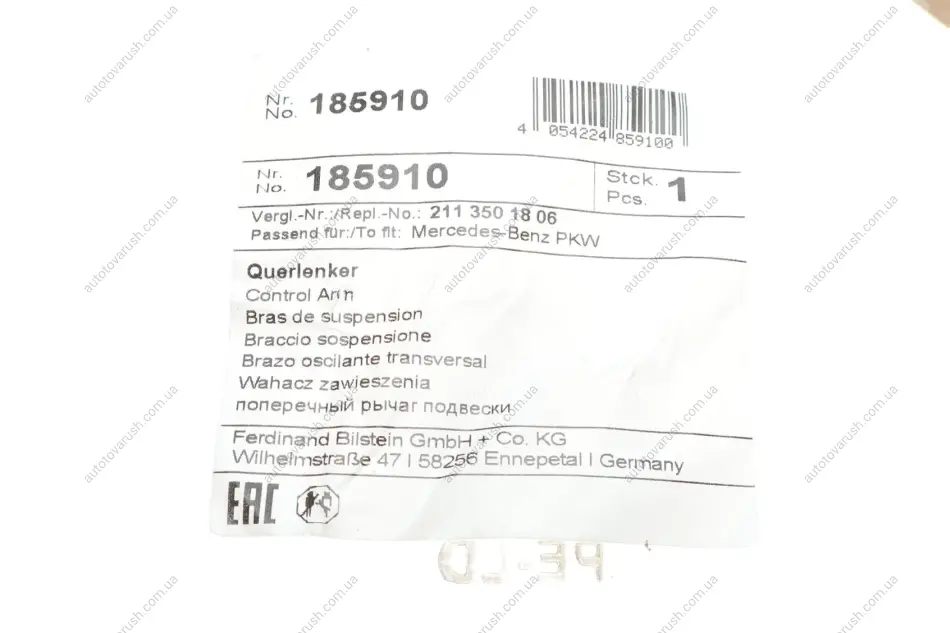 Nr.
No. 185910
4 054224 859100
Nr.
No. 185910
Stck.
Pcs. 1
Vergl.-Nr.:/Repl.-No.: 211 350 18 06
Passend für:/To fit: Mercedes-Benz PKW
Querlenker
Control Arm
Bras de suspension
Braccio sospensione
Brazo oscilante transversal
Wahacz zawieszenia
поперечный рычаг подвески
Ferdinand Bilstein GmbH + Co. KG
Wilhelmstraße 47 | 58256 Ennepetal | Germany
EAC
autotovarush.com.ua